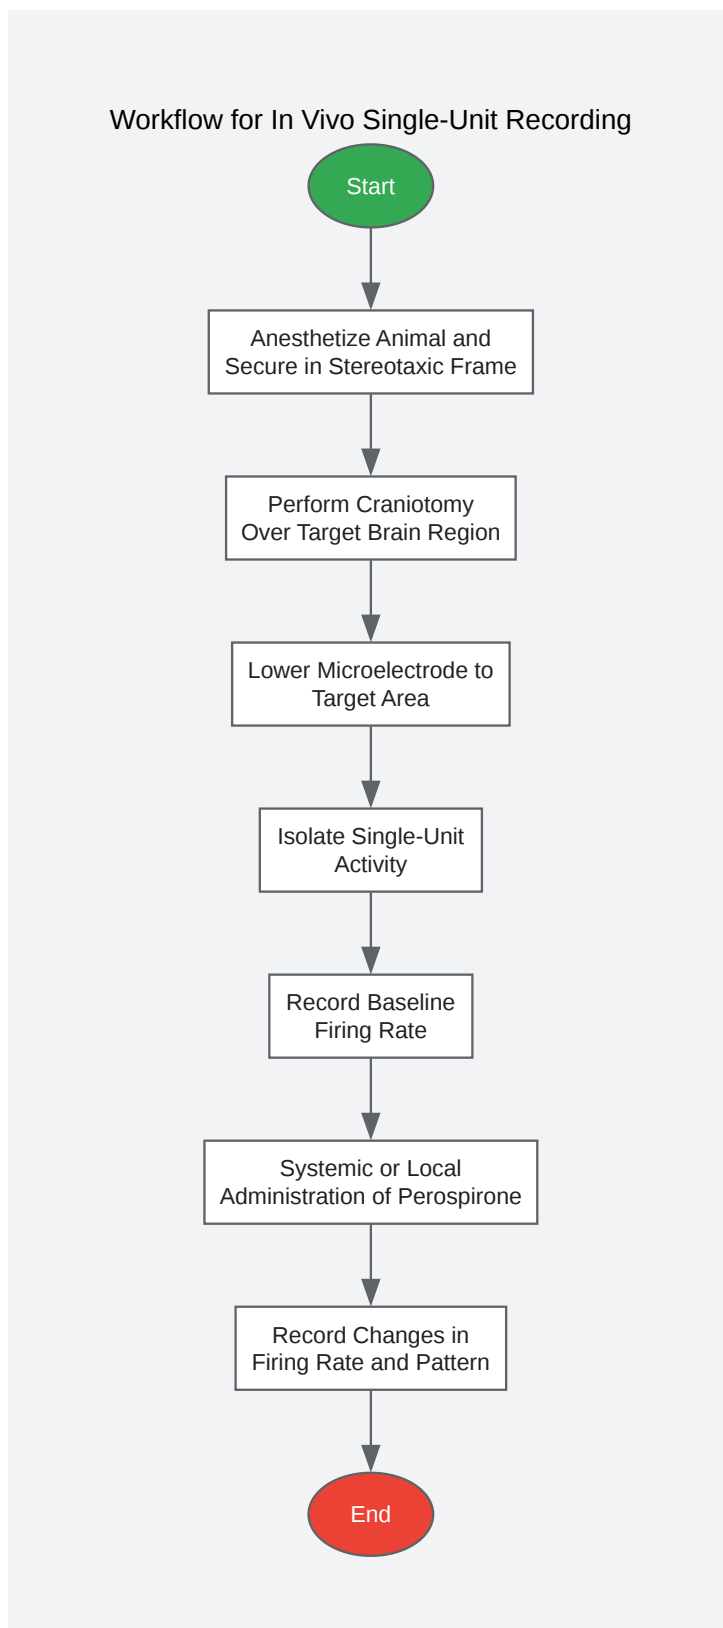 Workflow for In Vivo Single-Unit Recording
Start
Anesthetize Animal and
Secure in Stereotaxic Frame
Perform Craniotomy
Over Target Brain Region
Lower Microelectrode to
Target Area
Isolate Single-Unit
Activity
Record Baseline
Firing Rate
Systemic or Local
Administration of Perospirone
Record Changes in
Firing Rate and Pattern
End